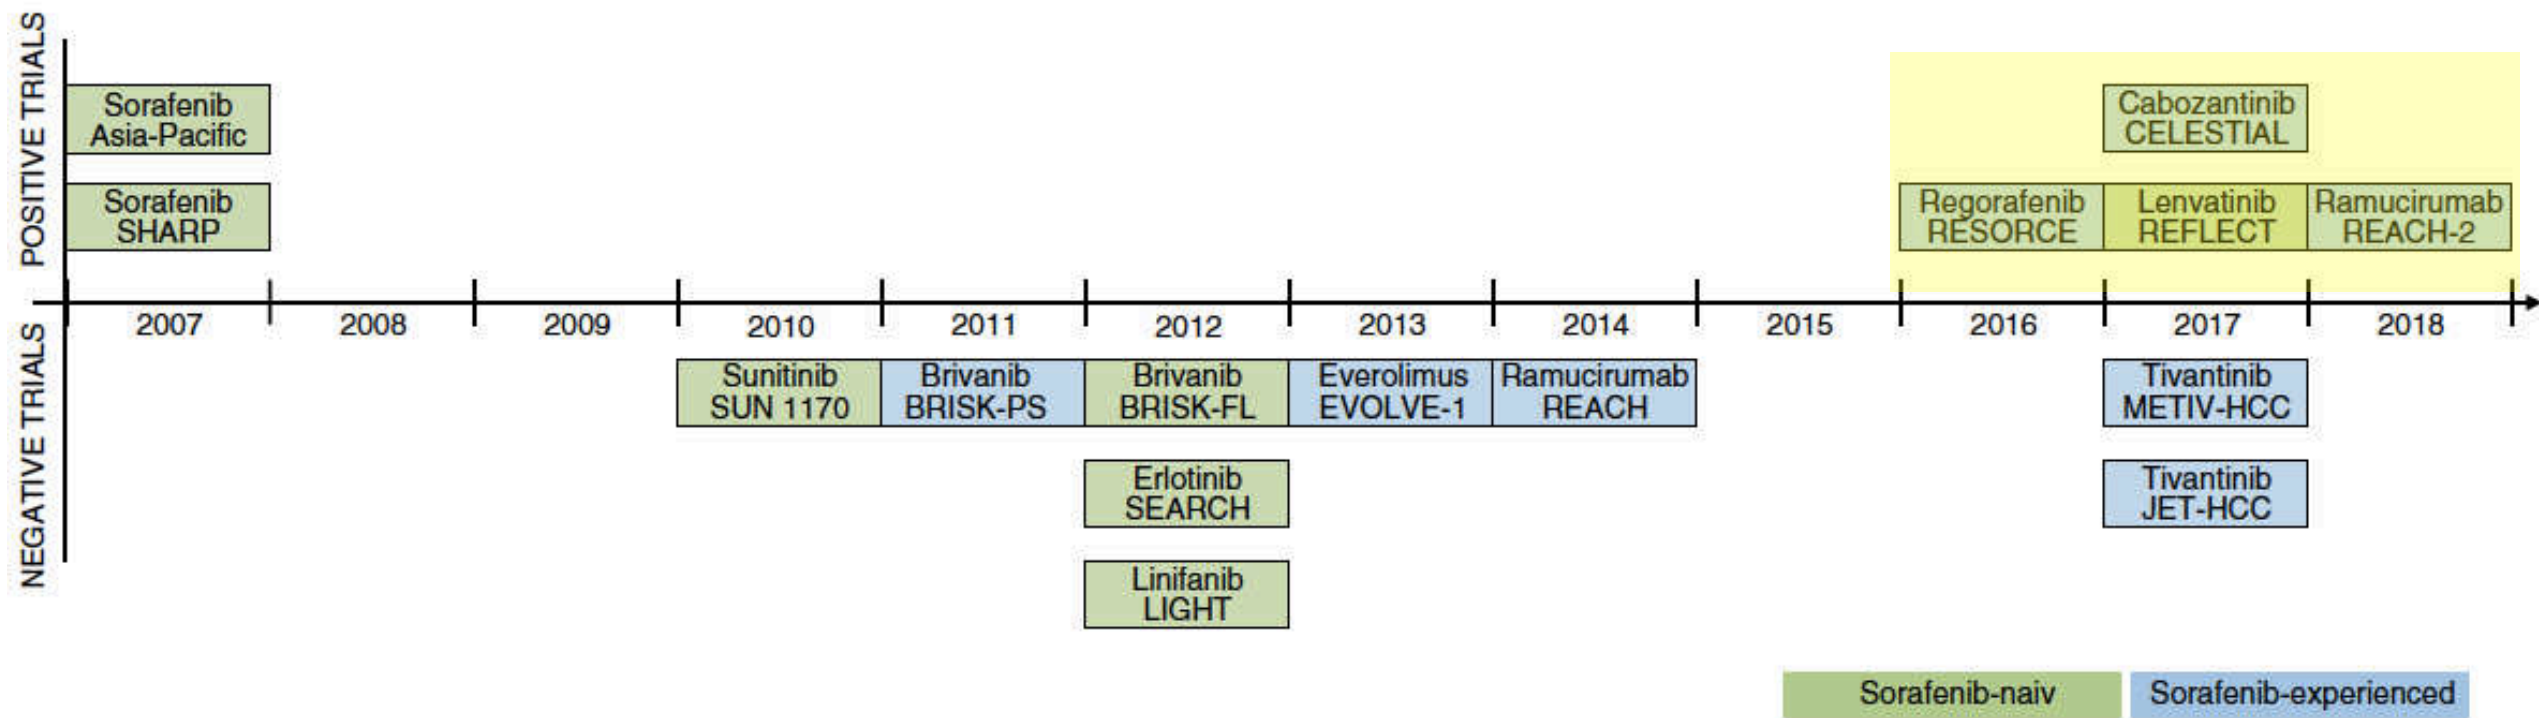 POSITIVE TRIALS
Sorafenib
Asia-Pacific
Sorafenib
SHARP
Cabozantinib
CELESTIAL
Regorafenib
RESORCE
Lenvatinib
REFLECT
Ramucirumab
REACH-2
2007 2008 2009 2010 2011 2012 2013 2014 2015 2016 2017 2018
NEGATIVE TRIALS
Sunitinib
SUN 1170
Brivanib
BRISK-PS
Brivanib
BRISK-FL
Everolimus
EVOLVE-1
Ramucirumab
REACH
Tivantinib
METIV-HCC
Erlotinib
SEARCH
Tivantinib
JET-HCC
Linifanib
LIGHT
Sorafenib-naiv
Sorafenib-experienced